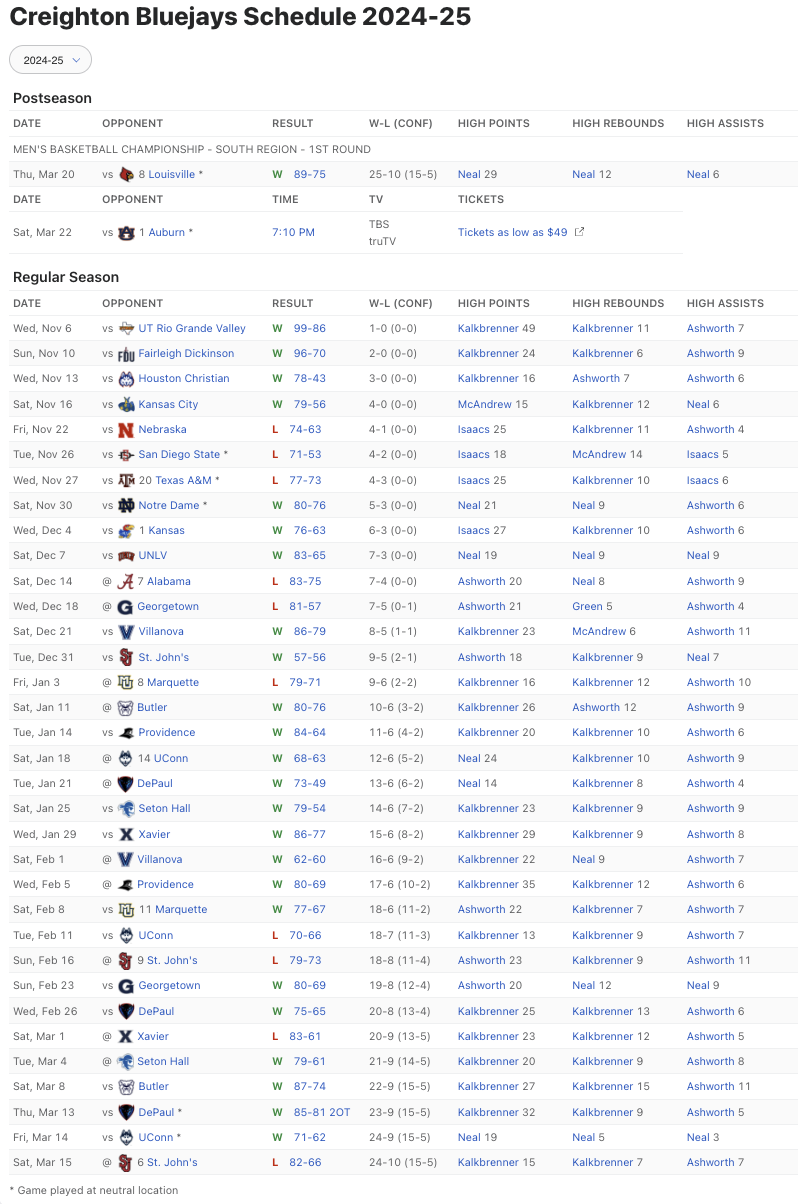 Creighton Bluejays Schedule 2024-25
2024-25
Postseason
DATE OPPONENT RESULT W-L (CONF) HIGH POINTS HIGH REBOUNDS HIGH ASSISTS
MEN'S BASKETBALL CHAMPIONSHIP - SOUTH REGION - 1ST ROUND
Thu, Mar 20 vs 8 Louisville * W 89-75 25-10 (15-5) Neal 29 Neal 12 Neal 6
DATE OPPONENT TIME TV TICKETS
Sat, Mar 22 vs 1 Auburn * 7:10 PM TBS truTV Tickets as low as $49
Regular Season
DATE OPPONENT RESULT W-L (CONF) HIGH POINTS HIGH REBOUNDS HIGH ASSISTS
Wed, Nov 6 vs UT Rio Grande Valley W 99-86 1-0 (0-0) Kalkbrenner 49 Kalkbrenner 11 Ashworth 7
Sun, Nov 10 vs FDU Fairleigh Dickinson W 96-70 2-0 (0-0) Kalkbrenner 24 Kalkbrenner 6 Ashworth 9
Wed, Nov 13 vs Houston Christian W 78-43 3-0 (0-0) Kalkbrenner 16 Ashworth 7 Ashworth 6
Sat, Nov 16 vs Kansas City W 79-56 4-0 (0-0) McAndrew 15 Kalkbrenner 12 Neal 6
Fri, Nov 22 vs Nebraska L 74-63 4-1 (0-0) Isaacs 25 Kalkbrenner 11 Ashworth 4
Tue, Nov 26 vs San Diego State * L 71-53 4-2 (0-0) Isaacs 18 McAndrew 14 Isaacs 5
Wed, Nov 27 vs 20 Texas A&M * L 77-73 4-3 (0-0) Isaacs 25 Kalkbrenner 10 Isaacs 6
Sat, Nov 30 vs Notre Dame * W 80-76 5-3 (0-0) Neal 21 Neal 9 Ashworth 6
Wed, Dec 4 vs 1 Kansas W 76-63 6-3 (0-0) Isaacs 27 Kalkbrenner 10 Ashworth 6
Sat, Dec 7 vs UNLV W 83-65 7-3 (0-0) Neal 19 Neal 9 Neal 9
Sat, Dec 14 @ 7 Alabama L 83-75 7-4 (0-0) Ashworth 20 Neal 8 Ashworth 9
Wed, Dec 18 @ Georgetown L 81-57 7-5 (0-1) Ashworth 21 Green 5 Ashworth 4
Sat, Dec 21 vs Villanova W 86-79 8-5 (1-1) Kalkbrenner 23 McAndrew 6 Ashworth 11
Tue, Dec 31 vs St. John's W 57-56 9-5 (2-1) Ashworth 18 Kalkbrenner 9 Neal 7
Fri, Jan 3 @ 8 Marquette L 79-71 9-6 (2-2) Kalkbrenner 16 Kalkbrenner 12 Ashworth 10
Sat, Jan 11 @ Butler W 80-76 10-6 (3-2) Kalkbrenner 26 Ashworth 12 Ashworth 9
Tue, Jan 14 vs Providence W 84-64 11-6 (4-2) Kalkbrenner 20 Kalkbrenner 10 Ashworth 6
Sat, Jan 18 @ 14 UConn W 68-63 12-6 (5-2) Neal 24 Kalkbrenner 10 Ashworth 9
Tue, Jan 21 @ DePaul W 73-49 13-6 (6-2) Neal 14 Kalkbrenner 8 Ashworth 4
Sat, Jan 25 vs Seton Hall W 79-54 14-6 (7-2) Kalkbrenner 23 Kalkbrenner 9 Ashworth 9
Wed, Jan 29 vs Xavier W 86-77 15-6 (8-2) Kalkbrenner 29 Kalkbrenner 9 Ashworth 8
Sat, Feb 1 @ Villanova W 62-60 16-6 (9-2) Kalkbrenner 22 Neal 9 Ashworth 7
Wed, Feb 5 @ Providence W 80-69 17-6 (10-2) Kalkbrenner 35 Kalkbrenner 12 Ashworth 6
Sat, Feb 8 vs 11 Marquette W 77-67 18-6 (11-2) Ashworth 22 Kalkbrenner 7 Ashworth 7
Tue, Feb 11 vs UConn L 70-66 18-7 (11-3) Kalkbrenner 13 Kalkbrenner 9 Ashworth 7
Sun, Feb 16 @ 9 St. John's L 79-73 18-8 (11-4) Ashworth 23 Kalkbrenner 9 Ashworth 11
Sun, Feb 23 vs Georgetown W 80-69 19-8 (12-4) Ashworth 20 Neal 12 Neal 9
Wed, Feb 26 vs DePaul W 75-65 20-8 (13-4) Kalkbrenner 25 Kalkbrenner 13 Ashworth 6
Sat, Mar 1 @ Xavier L 83-61 20-9 (13-5) Kalkbrenner 23 Kalkbrenner 12 Ashworth 5
Tue, Mar 4 @ Seton Hall W 79-61 21-9 (14-5) Kalkbrenner 20 Kalkbrenner 9 Ashworth 8
Sat, Mar 8 vs Butler W 87-74 22-9 (15-5) Kalkbrenner 27 Kalkbrenner 15 Ashworth 11
Thu, Mar 13 vs DePaul * W 85-81 2OT 23-9 (15-5) Kalkbrenner 32 Kalkbrenner 9 Ashworth 5
Fri, Mar 14 vs UConn * W 71-62 24-9 (15-5) Neal 19 Neal 5 Neal 3
Sat, Mar 15 @ 6 St. John's L 82-66 24-10 (15-5) Kalkbrenner 15 Kalkbrenner 7 Ashworth 7
* Game played at neutral location